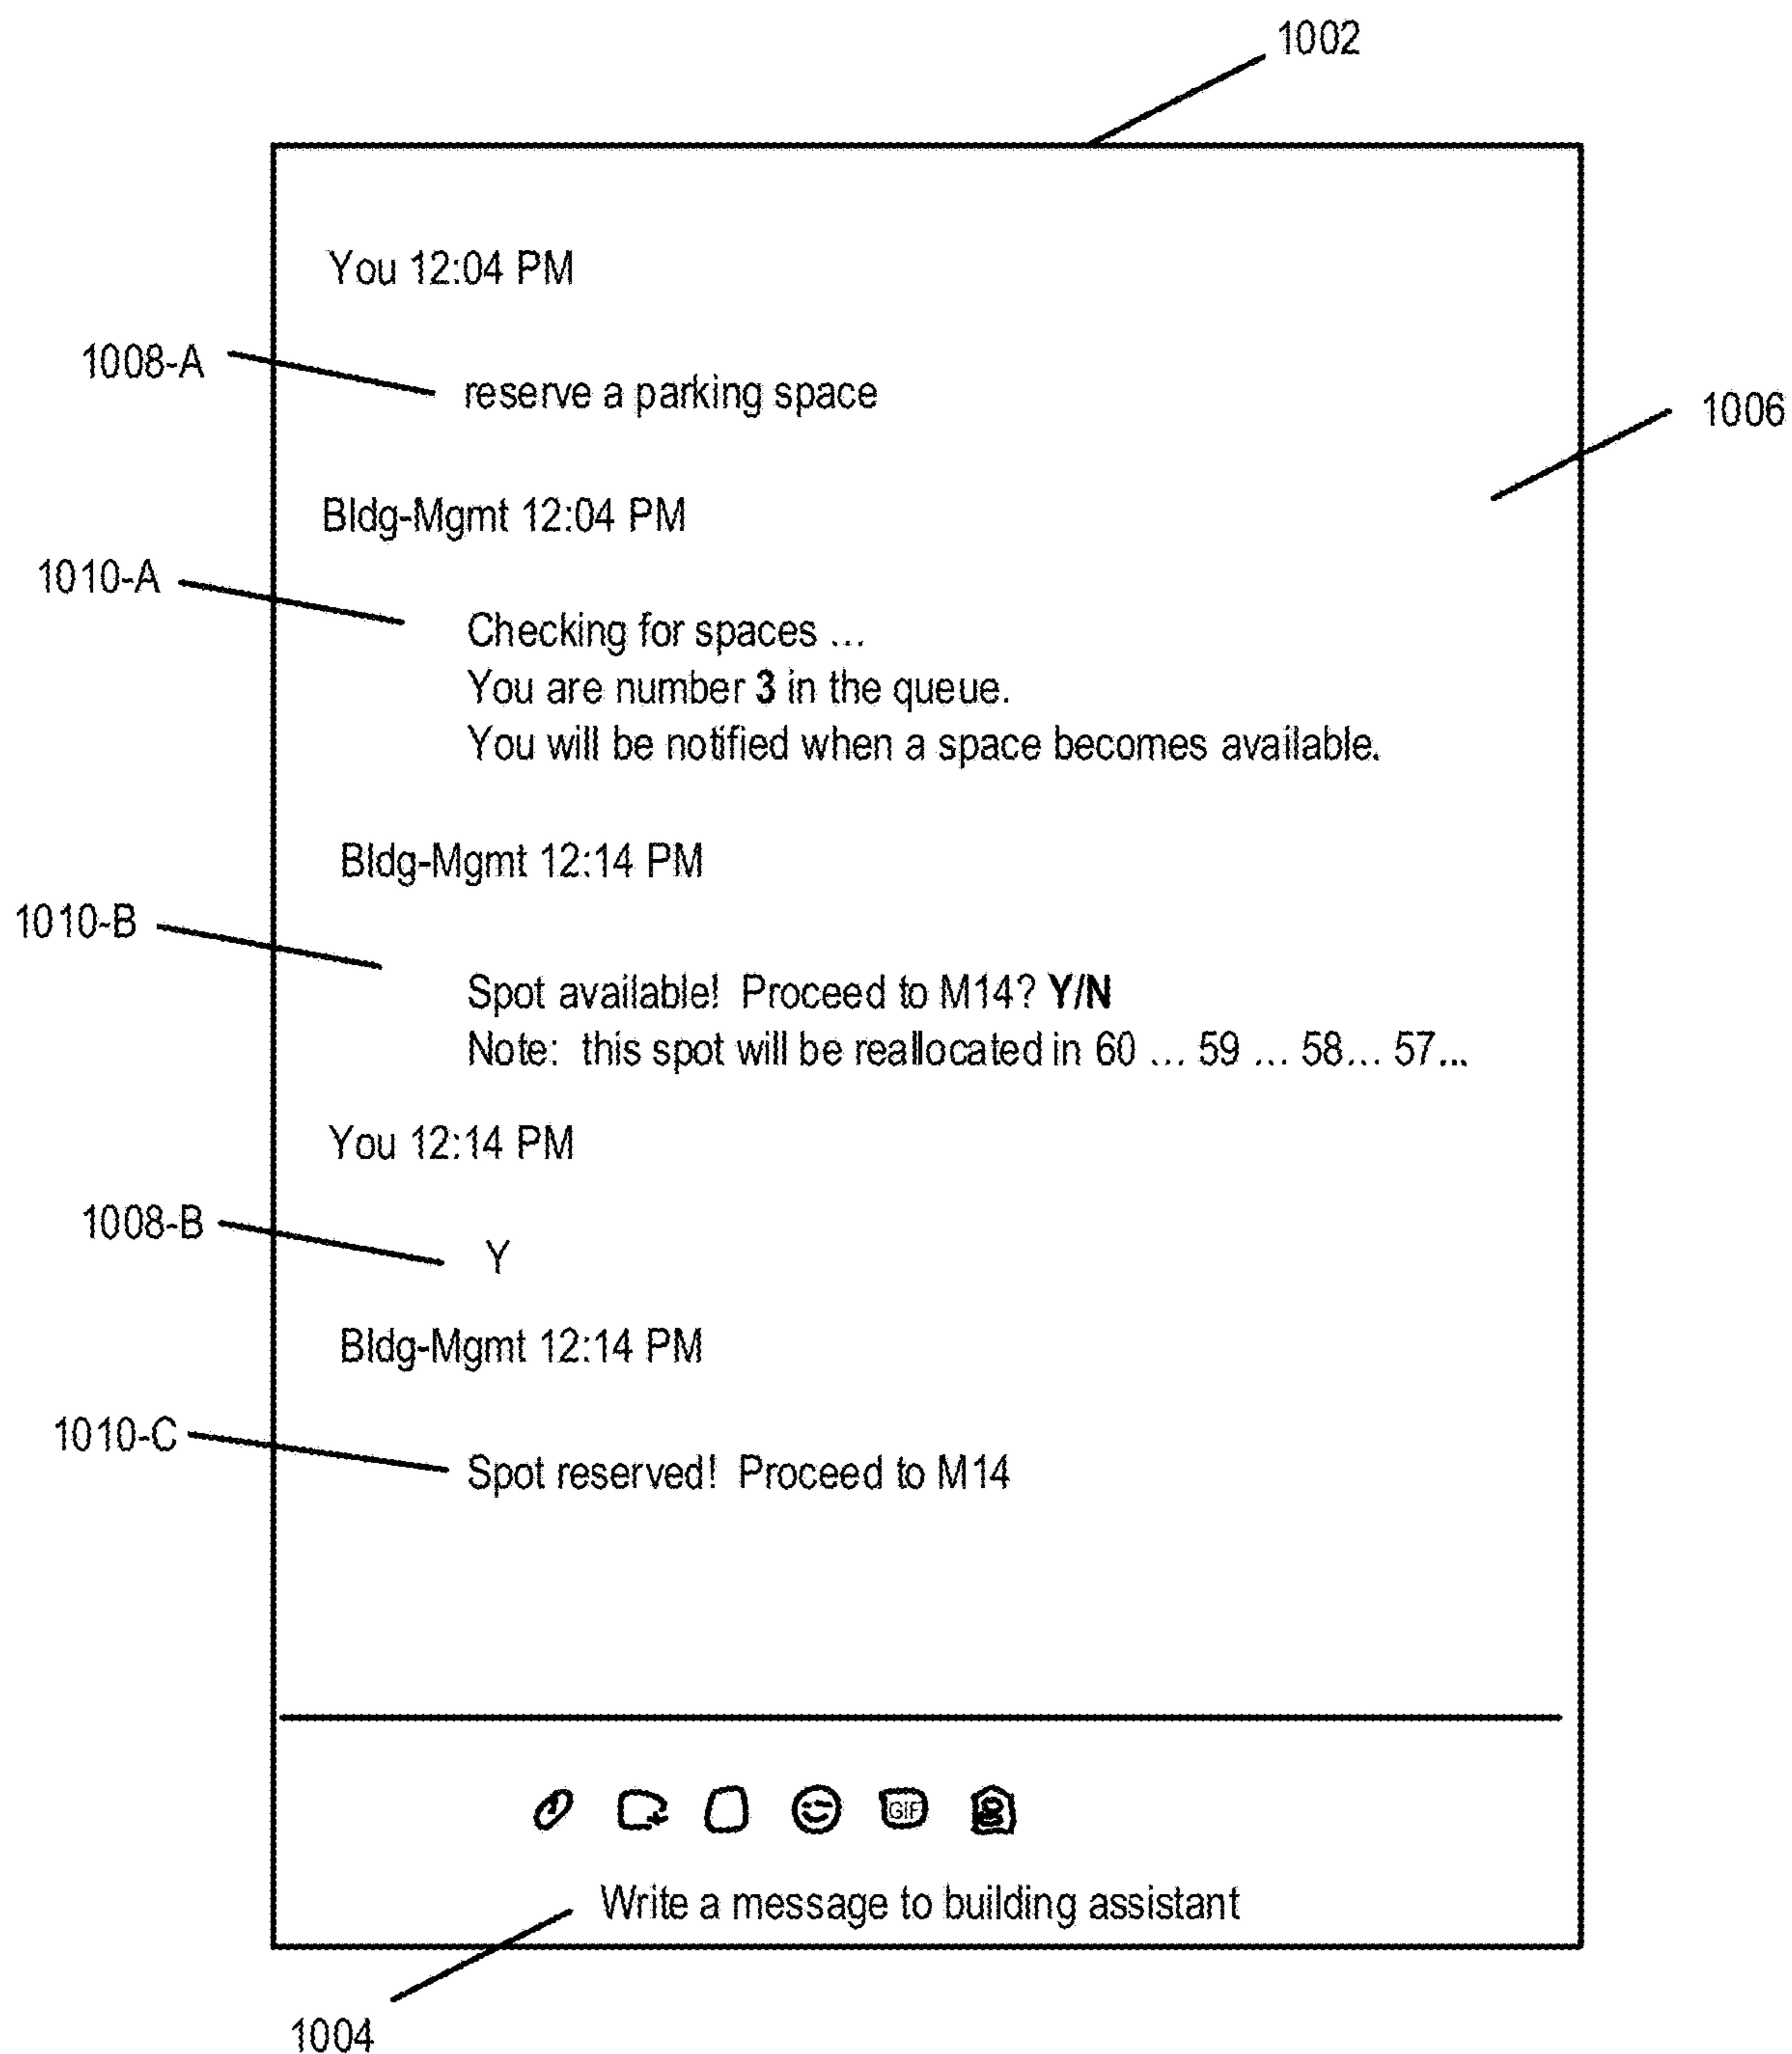 1002
You 12:04 PM
1008-A
reserve a parking space
1006
Bldg-Mgmt 12:04 PM
1010-A
Checking for spaces ...
You are number 3 in the queue.
You will be notified when a space becomes available.
Bldg-Mgmt 12:14 PM
1010-B
Spot available! Proceed to M14? Y/N
Note: this spot will be reallocated in 60 ... 59 ... 58... 57...
You 12:14 PM
1008-B
Y
Bldg-Mgmt 12:14 PM
1010-C
Spot reserved! Proceed to M14
GIF
Write a message to building assistant
1004